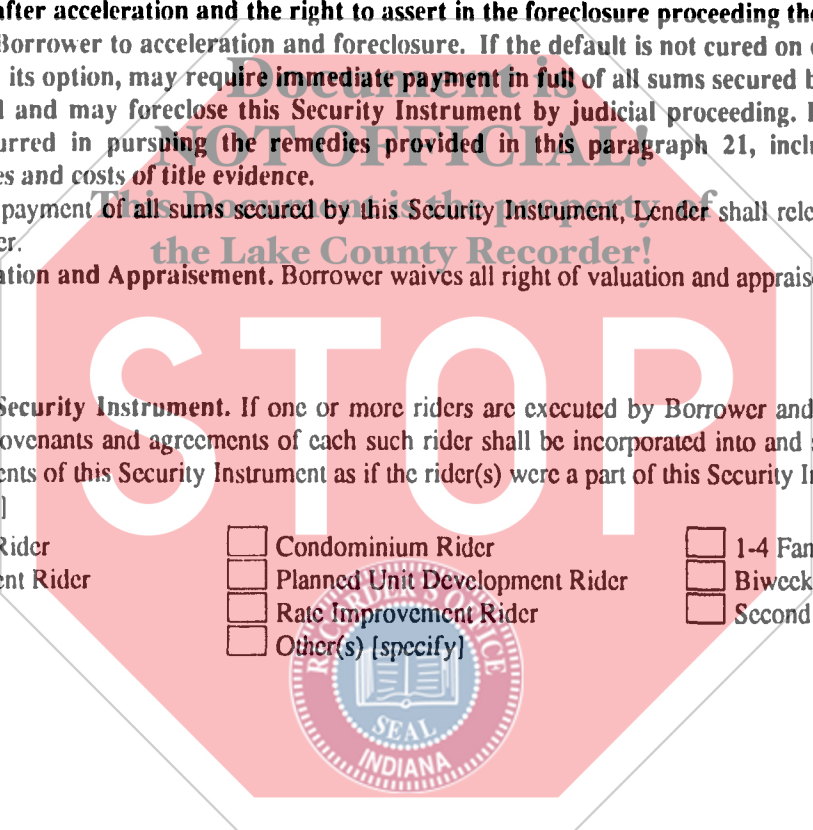 after acceleration and the right to assert in the foreclosure proceeding the
Borrower to acceleration and foreclosure. If the default is not cured on
Document is
its option, may require immediate payment in full of all sums secured
and may foreclose this Security Instrument by judicial proceeding.
NOT OFFICIAL!
urred in pursuing the remedies provided in this paragraph 21, inclu
es and costs of title evidence.
This Document is the property of
payment of all sums secured by this Security Instrument, Lender shall rele
er.
the Lake County Recorder!
ation and Appraisement. Borrower waives all right of valuation and apprais
STOP
Security Instrument. If one or more riders are executed by Borrower and
ovenants and agreements of each such rider shall be incorporated into and
ents of this Security Instrument as if the rider(s) were a part of this Security In
]
Rider
ent Rider
Condominium Rider
Planned Unit Development Rider
Rate Improvement Rider
Other(s) [specify]
1-4 Fam
Biweek
Second
RECORDER'S OFFICE
SEAL
INDIANA